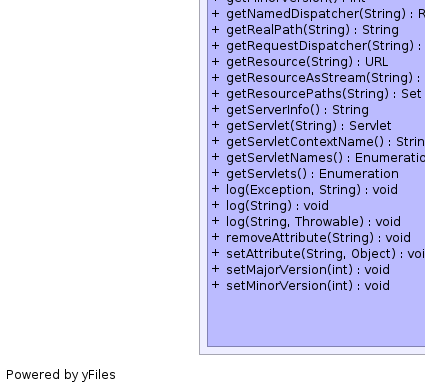 + getMinorVersion() : int
+ getNamedDispatcher(String) : R
+ getRealPath(String) : String
+ getRequestDispatcher(String) :
+ getResource(String) : URL
+ getResourceAsStream(String) :
+ getResourcePaths(String) : Set
+ getServerInfo() : String
+ getServlet(String) : Servlet
+ getServletContextName() : Strin
+ getServletNames() : Enumeratio
+ getServlets() : Enumeration
+ log(Exception, String) : void
+ log(String) : void
+ log(String, Throwable) : void
+ removeAttribute(String) : void
+ setAttribute(String, Object) : voi
+ setMajorVersion(int) : void
+ setMinorVersion(int) : void
Powered by yFiles